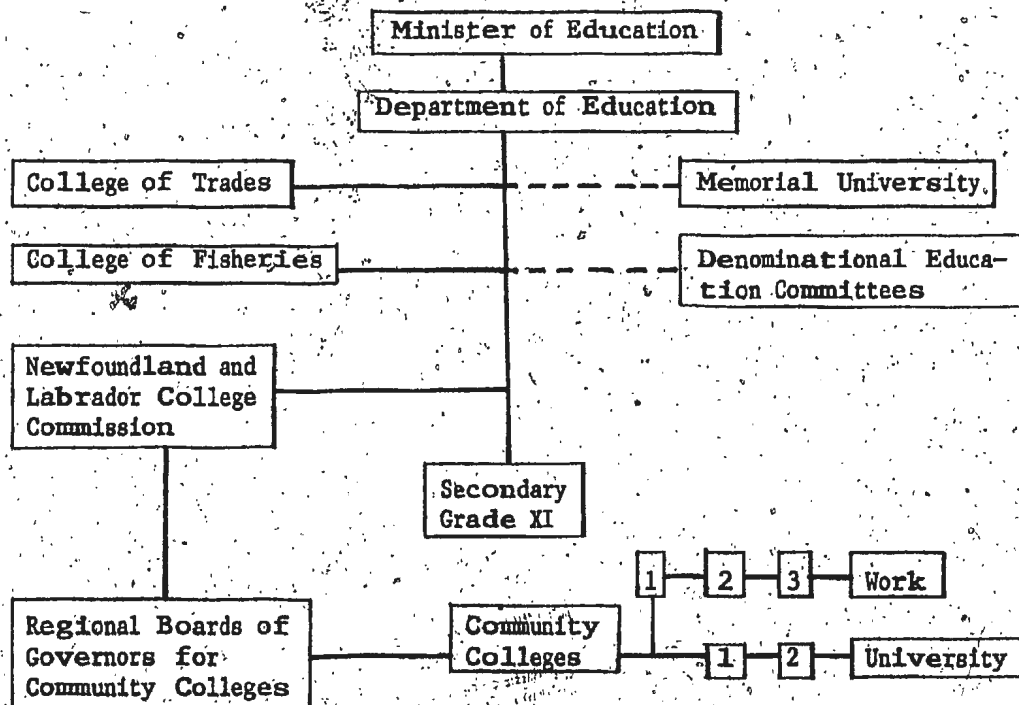 Minister of Education
Department of Education
College of Trades
Memorial University
College of Fisheries
Denominational Educa-
tion Committees
Newfoundland and
Labrador College
Commission
Secondary
Grade XI
1 2 3 Work
Regional Boards of
Governors for
Community Colleges
Community
Colleges
1 2 University